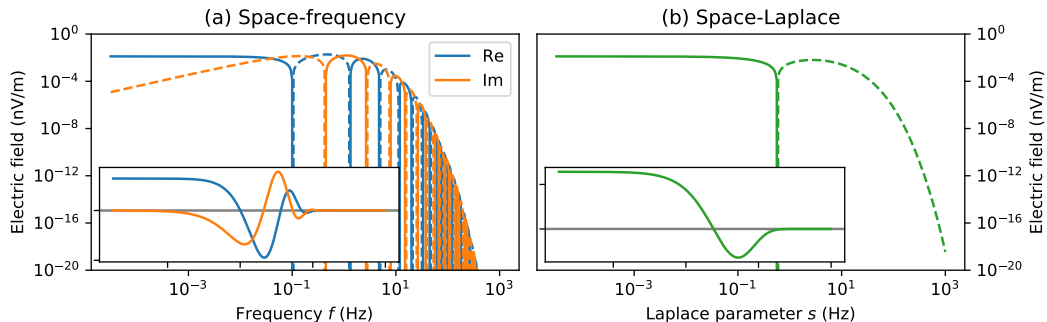 (a) Space-frequency
(b) Space-Laplace
Electric field (nV/m)
10^0
10^−4
10^−8
10^−12
10^−16
10^−20
Re
Im
10^−3
10^−1
10^1
10^3
Frequency f (Hz)
10^−3
10^−1
10^1
10^3
Laplace parameter s (Hz)
10^0
10^−4
10^−8
10^−12
10^−16
10^−20
Electric field (nV/m)